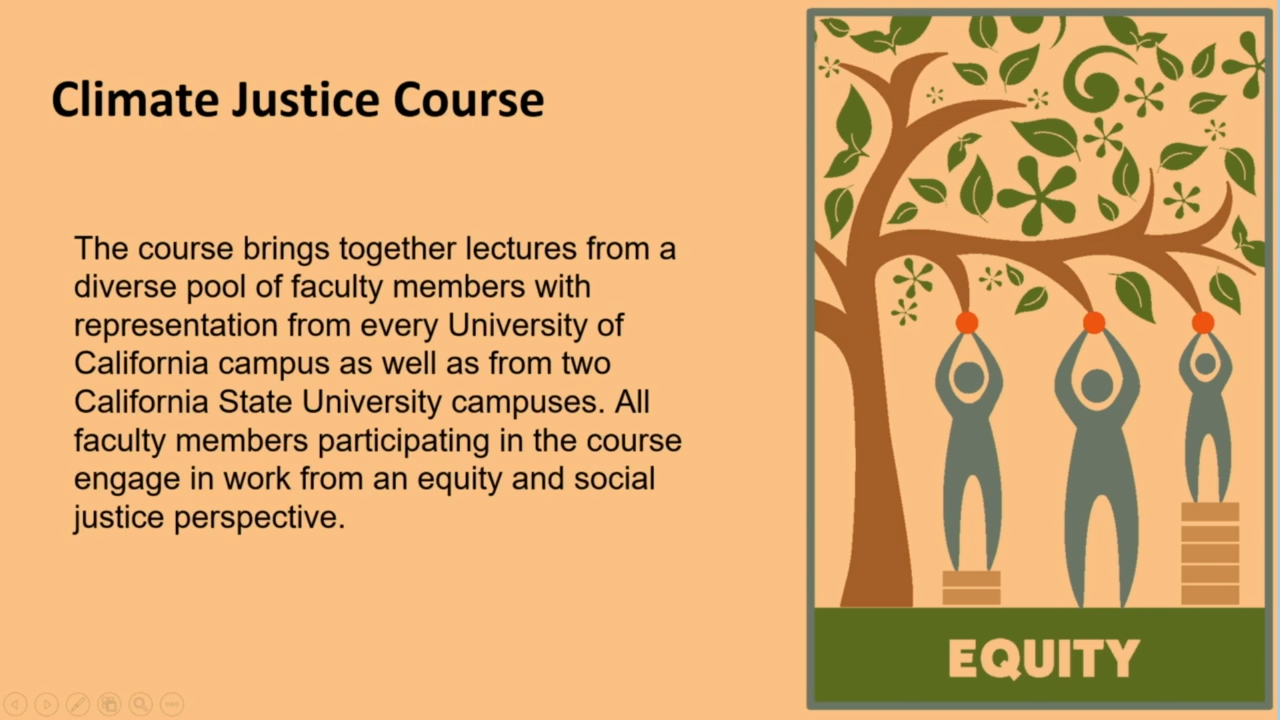 Climate Justice Course
The course brings together lectures from a
diverse pool of faculty members with
representation from every University of
California campus as well as from two
California State University campuses. All
faculty members participating in the course
engage in work from an equity and social
justice perspective.
EQUITY